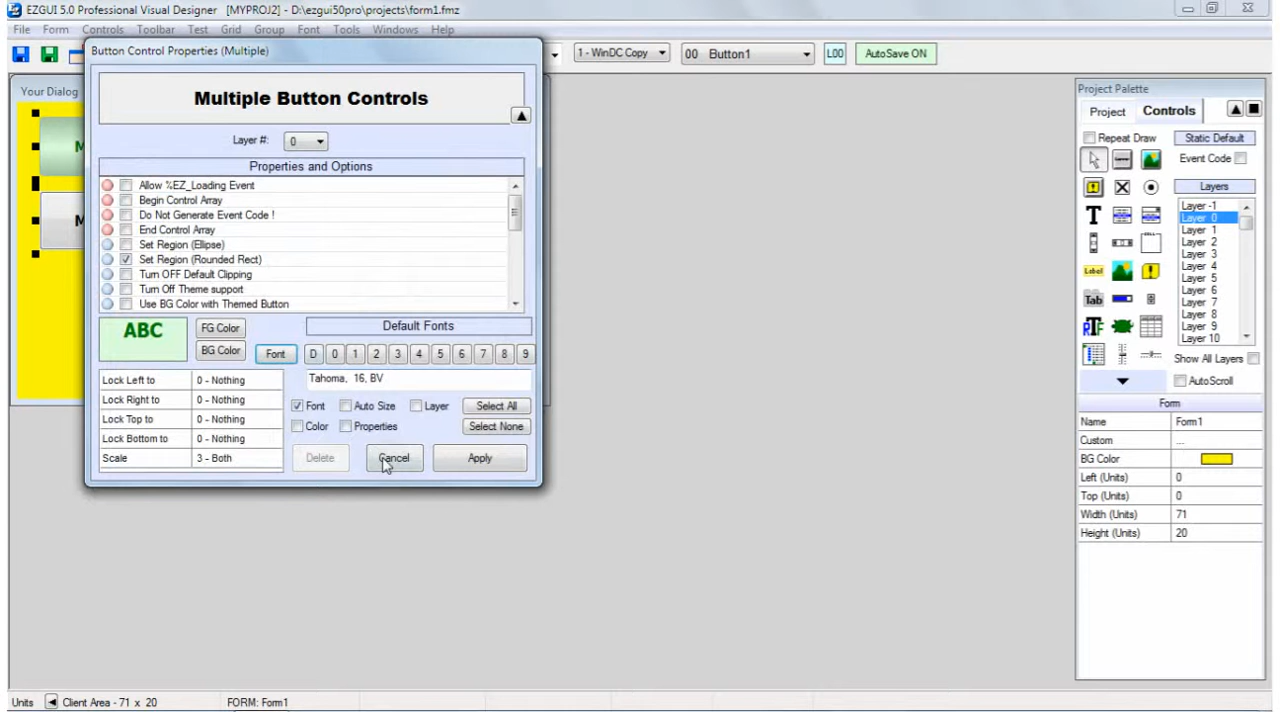 EZGUI 5.0 Professional Visual Designer [MYPROJ2] - D:\ezgui50pro\projects\form1.fmz
File Form Controls Toolbar Test Grid Group Font Tools Windows Help
1 - WinDC Copy 00 Button1 L00 AutoSave ON
Your Dialog
M
M
Button Control Properties (Multiple)
Multiple Button Controls
Layer #: 0
Properties and Options
Allow %EZ_Loading Event
Begin Control Array
Do Not Generate Event Code !
End Control Array
Set Region (Ellipse)
Set Region (Rounded Rect)
Turn OFF Default Clipping
Turn Off Theme support
Use BG Color with Themed Button
ABC
FG Color
BG Color
Font
Default Fonts
D 0 1 2 3 4 5 6 7 8 9
Tahoma, 16, BV
Lock Left to 0 - Nothing
Lock Right to 0 - Nothing
Lock Top to 0 - Nothing
Lock Bottom to 0 - Nothing
Scale 3 - Both
Font Auto Size Layer Select All
Color Properties Select None
Delete Cancel Apply
Project Palette
Project Controls
Repeat Draw Static Default
Event Code
Layers
Layer -1
Layer 0
Layer 1
Layer 2
Layer 3
Layer 4
Layer 5
Layer 6
Layer 7
Layer 8
Layer 9
Layer 10
T
Label
Tab
RTF
Show All Layers
AutoScroll
Form
Name Form1
Custom ...
BG Color
Left (Units) 0
Top (Units) 0
Width (Units) 71
Height (Units) 20
Units Client Area - 71 x 20 FORM: Form1